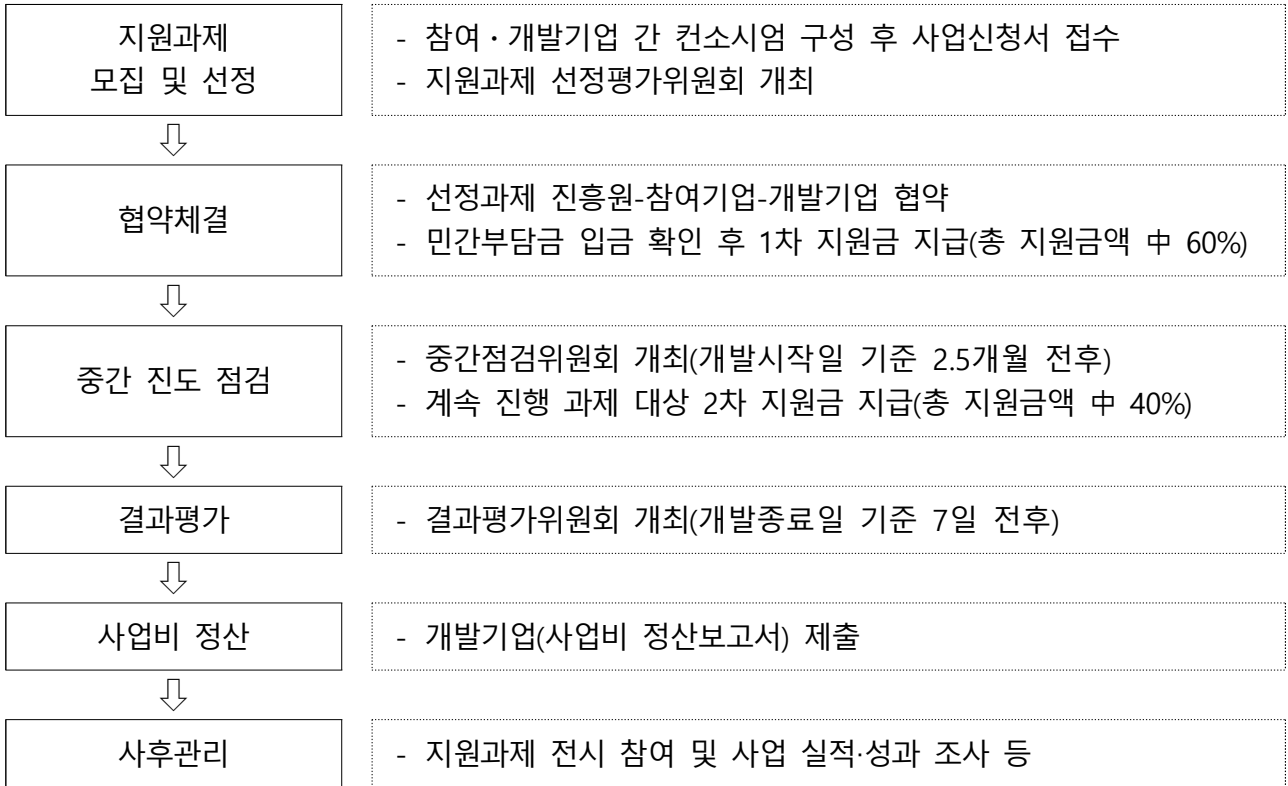 지원과제
모집 및 선정
- 참여・개발기업 간 컨소시엄 구성 후 사업신청서 접수
- 지원과제 선정평가위원회 개최
협약체결
- 선정과제 진흥원-참여기업-개발기업 협약
- 민간부담금 입금 확인 후 1차 지원금 지급(총 지원금액 中 60%)
중간 진도 점검
- 중간점검위원회 개최(개발시작일 기준 2.5개월 전후)
- 계속 진행 과제 대상 2차 지원금 지급(총 지원금액 中 40%)
결과평가
- 결과평가위원회 개최(개발종료일 기준 7일 전후)
사업비 정산
- 개발기업(사업비 정산보고서) 제출
사후관리
- 지원과제 전시 참여 및 사업 실적·성과 조사 등